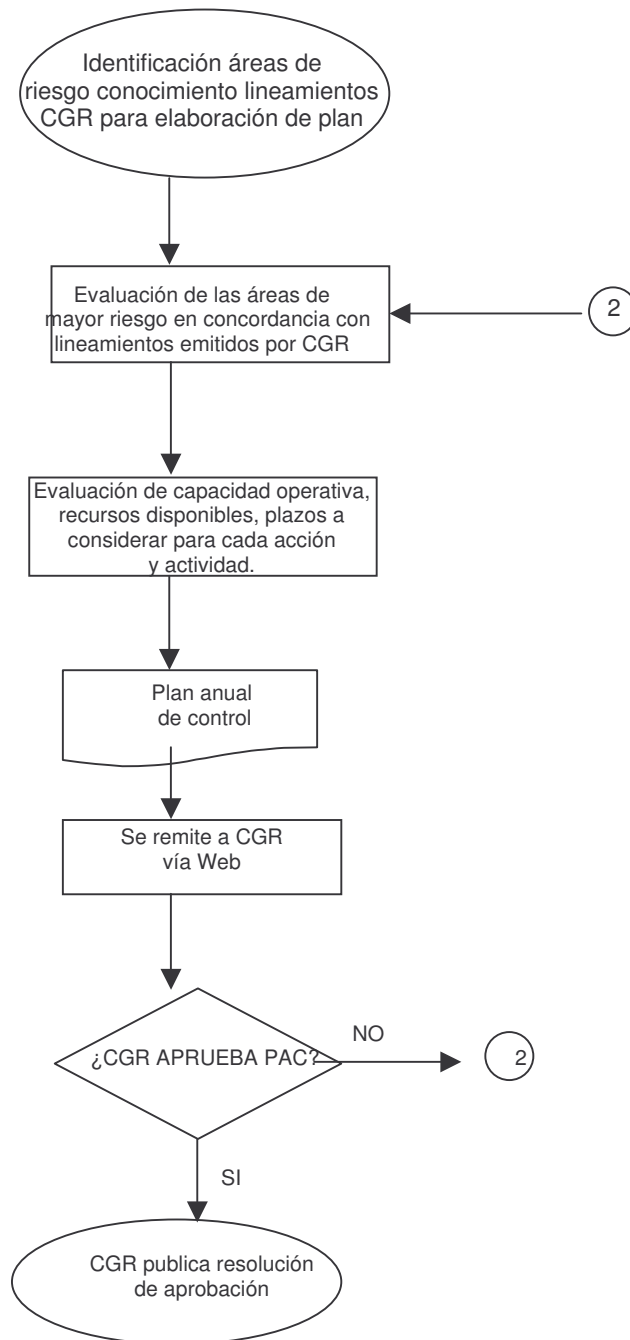 Identificación áreas de
riesgo conocimiento lineamientos
CGR para elaboración de plan
Evaluación de las áreas de
mayor riesgo en concordancia con
lineamientos emitidos por CGR
2
Evaluación de capacidad operativa,
recursos disponibles, plazos a
considerar para cada acción
y actividad.
Plan anual
de control
Se remite a CGR
vía Web
¿CGR APRUEBA PAC?
NO
2
SI
CGR publica resolución
de aprobación